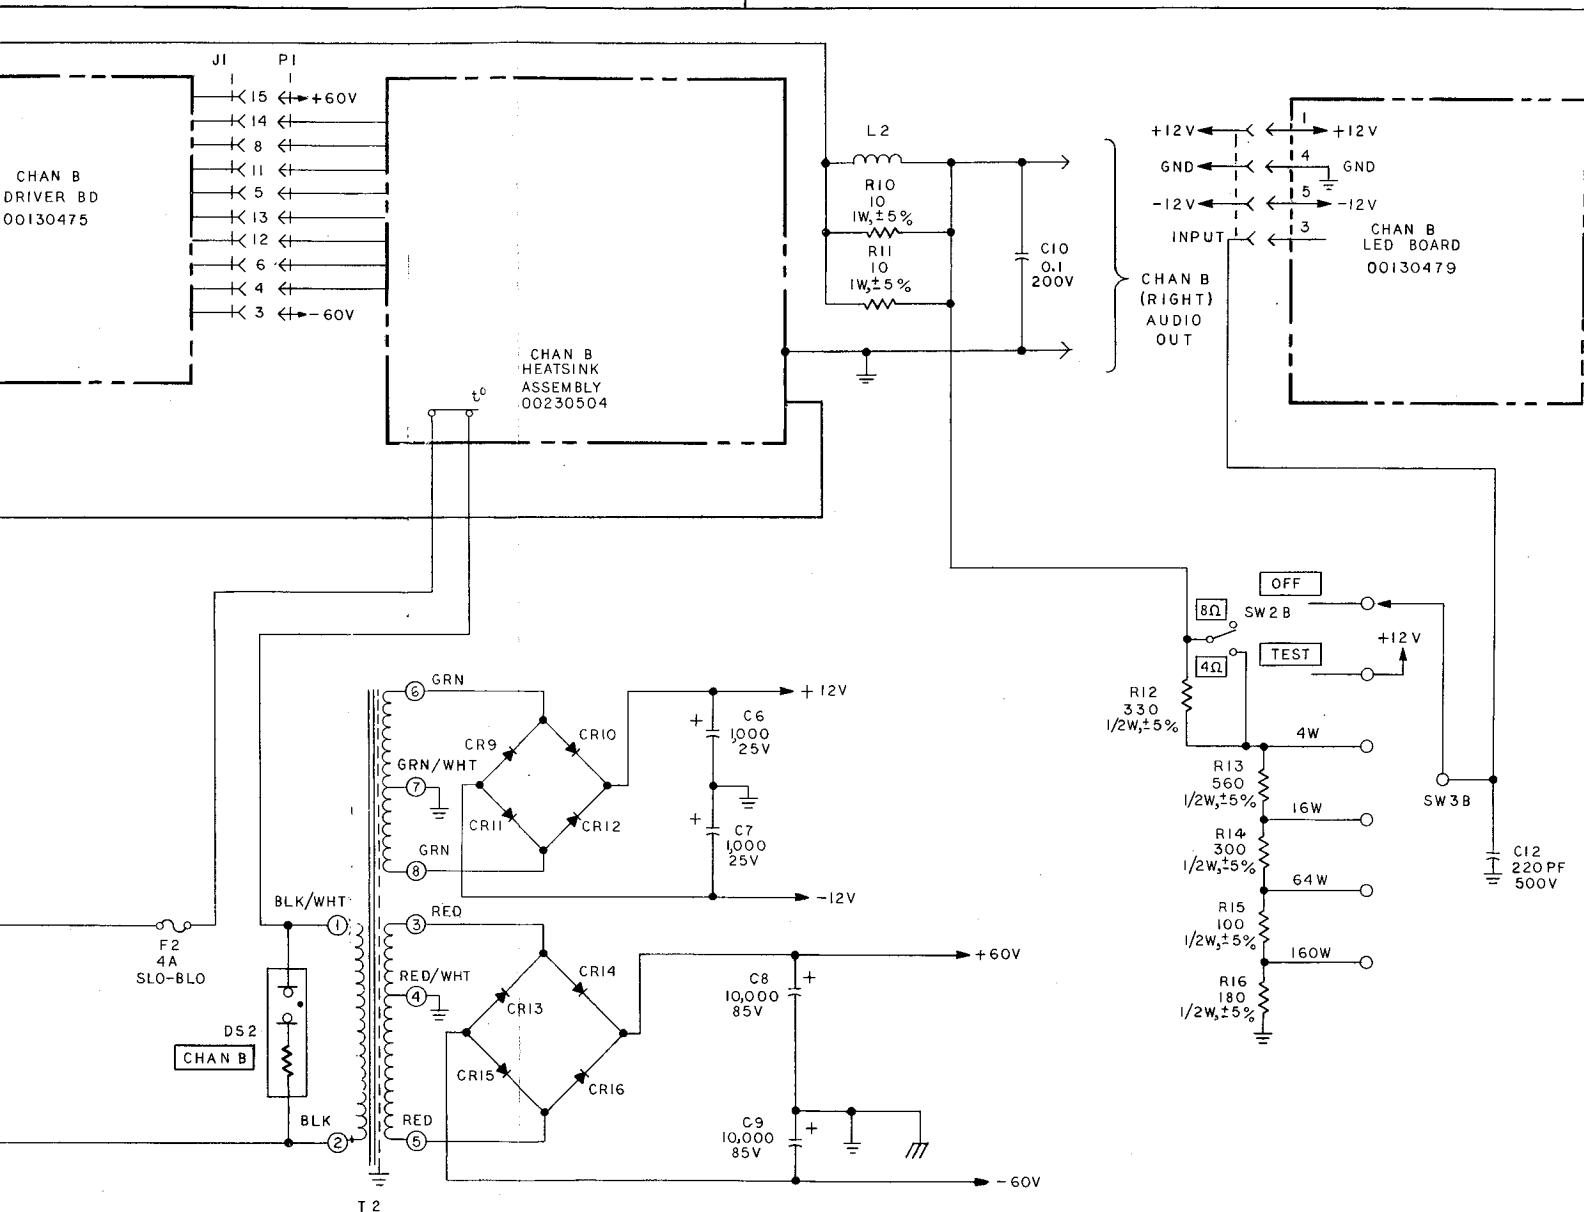 J1 P1
15 +60V
14
8
11
5
13
12
6
4
3 -60V
CHAN B
DRIVER BD
00130475
CHAN B
HEATSINK
ASSEMBLY
00230504
t°
L2
R10
10
1W,±5%
R11
10
1W,±5%
C10
0.1
200V
CHAN B
(RIGHT)
AUDIO
OUT
+12V 1 +12V
GND 4 GND
-12V 5 -12V
INPUT 3
CHAN B
LED BOARD
00130479
OFF
8Ω
SW2B
+12V
TEST
4Ω
R12
330
1/2W,±5%
4W
R13
560
1/2W,±5%
16W
R14
300
1/2W,±5%
64W
R15
100
1/2W,±5%
160W
R16
180
1/2W,±5%
SW3B
C12
220PF
500V
6 GRN
GRN/WHT
7
GRN
8
CR9
CR10
CR11
CR12
+12V
C6
1,000
25V
+
C7
1,000
25V
+
-12V
BLK/WHT
1
F2
4A
SLO-BLO
DS2
CHAN B
BLK
2
3 RED
RED/WHT
4
RED
5
T2
CR13
CR14
CR15
CR16
+60V
C8
10,000
85V
+
C9
10,000
85V
+
-60V